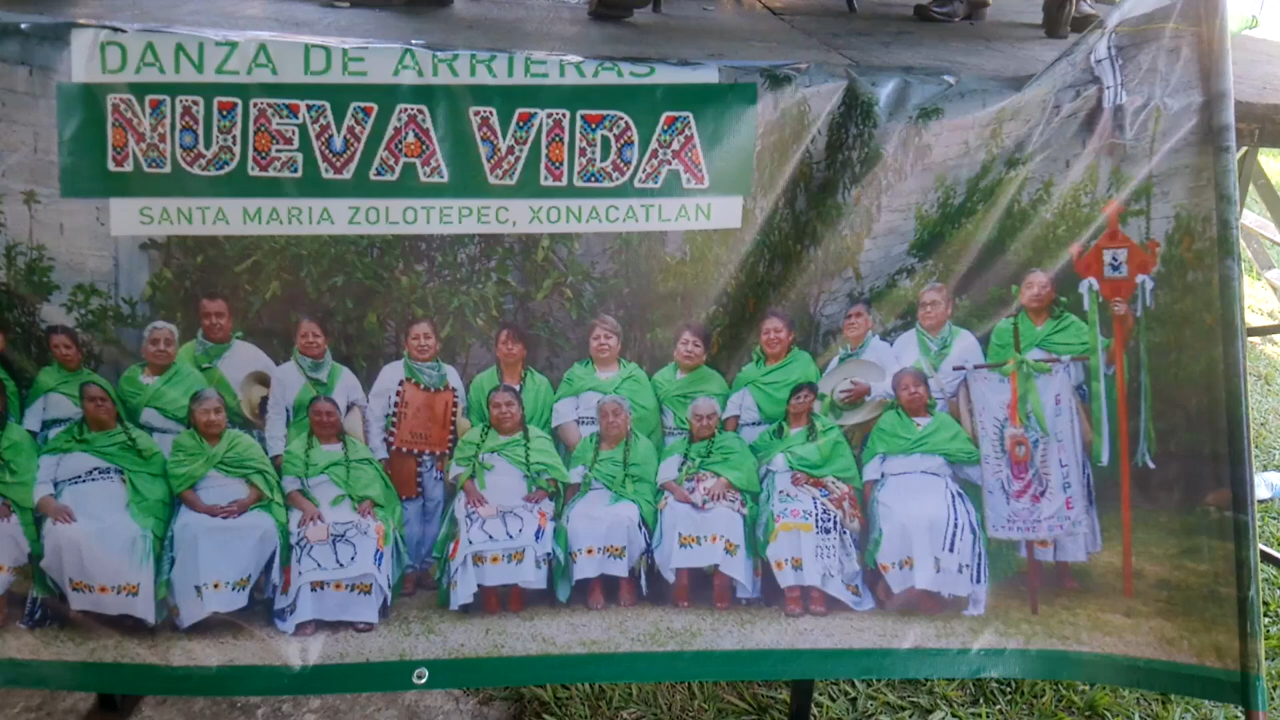 DANZA DE ARRIERAS
NUEVA VIDA
SANTA MARIA ZOLOTEPEC, XONACATLAN